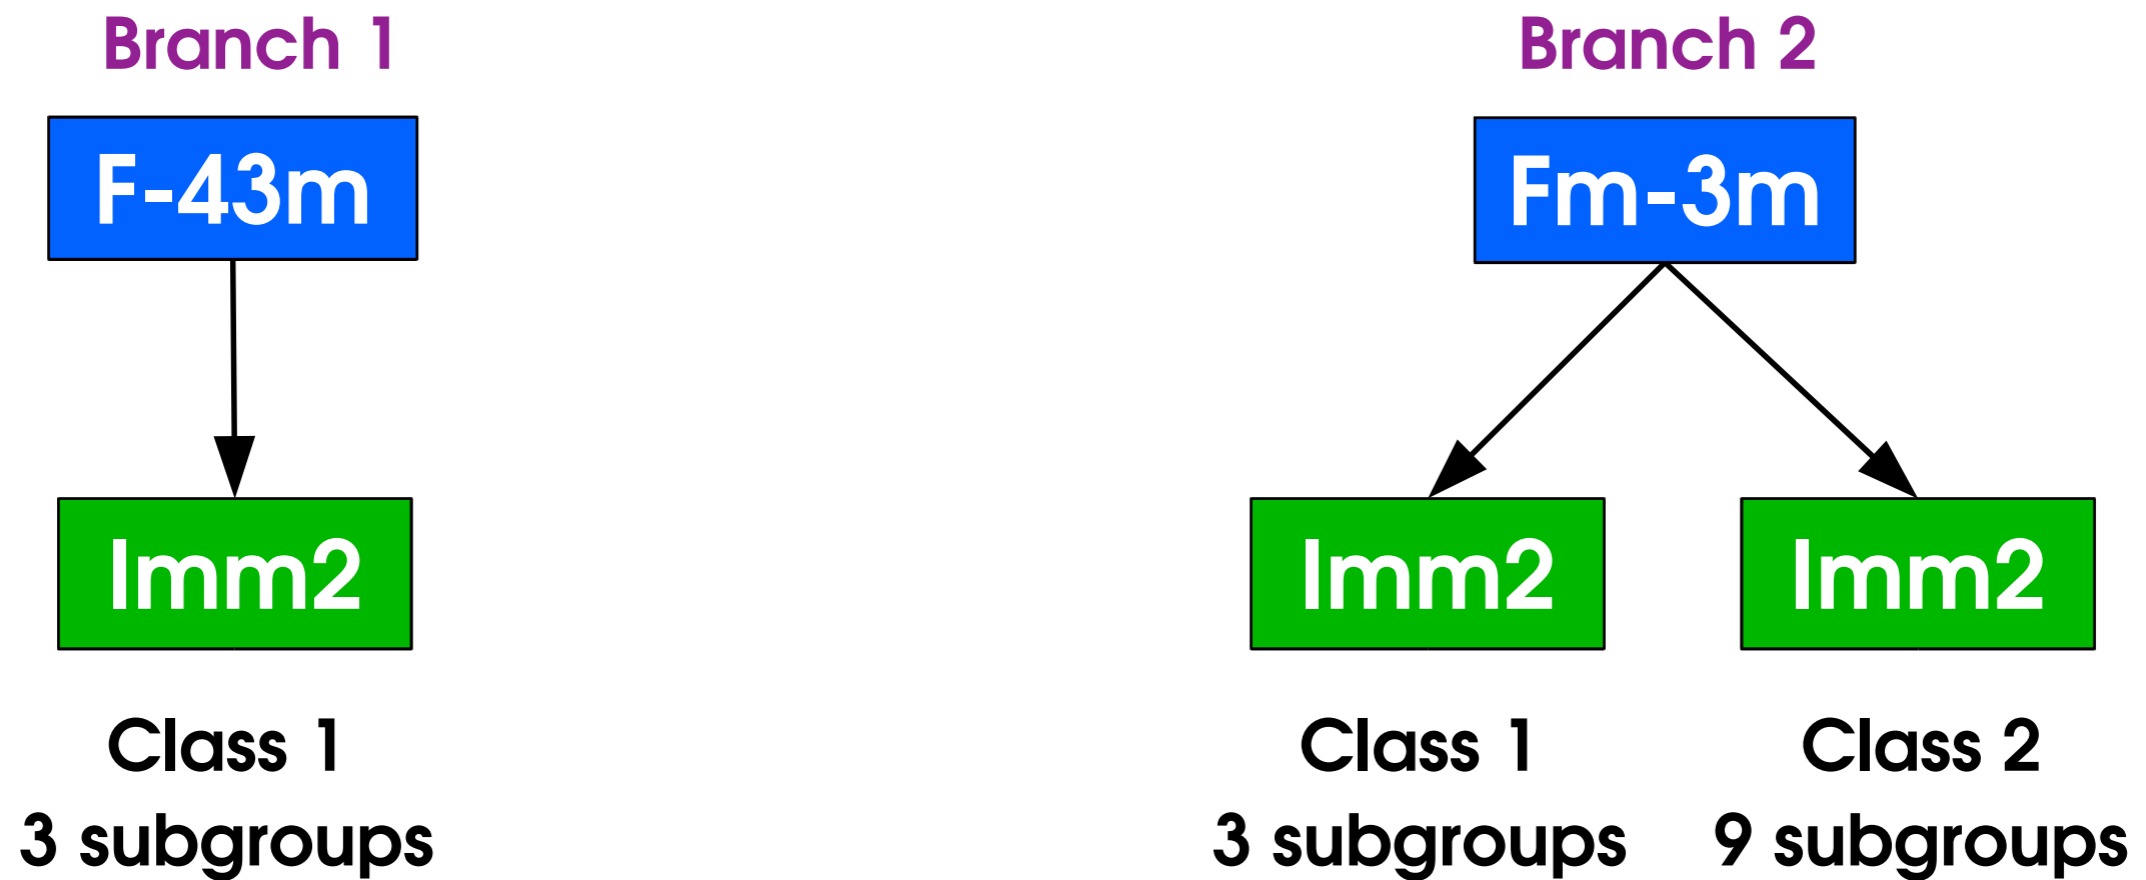 Branch 1
F-43m
Imm2
Class 1
3 subgroups
Branch 2
Fm-3m
Imm2
Class 1
3 subgroups
Imm2
Class 2
9 subgroups